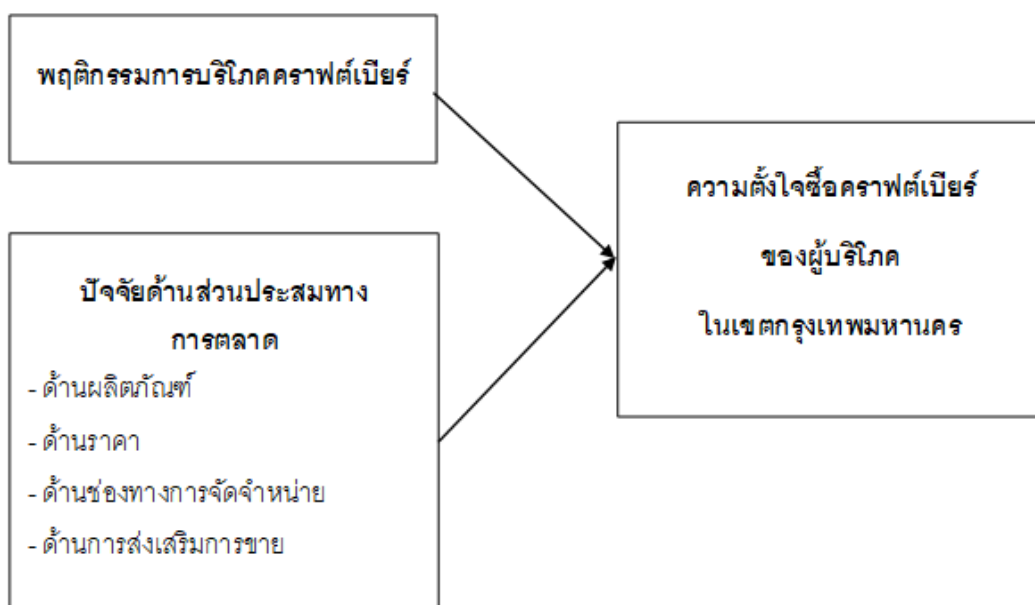 พฤติกรรมการบริโภคคราฟต์เบียร์
ปัจจัยด้านส่วนประสมทาง
การตลาด
- ด้านผลิตภัณฑ์
- ด้านราคา
- ด้านช่องทางการจัดจำหน่าย
- ด้านการส่งเสริมการขาย
ความตั้งใจซื้อคราฟต์เบียร์
ของผู้บริโภค
ในเขตกรุงเทพมหานคร